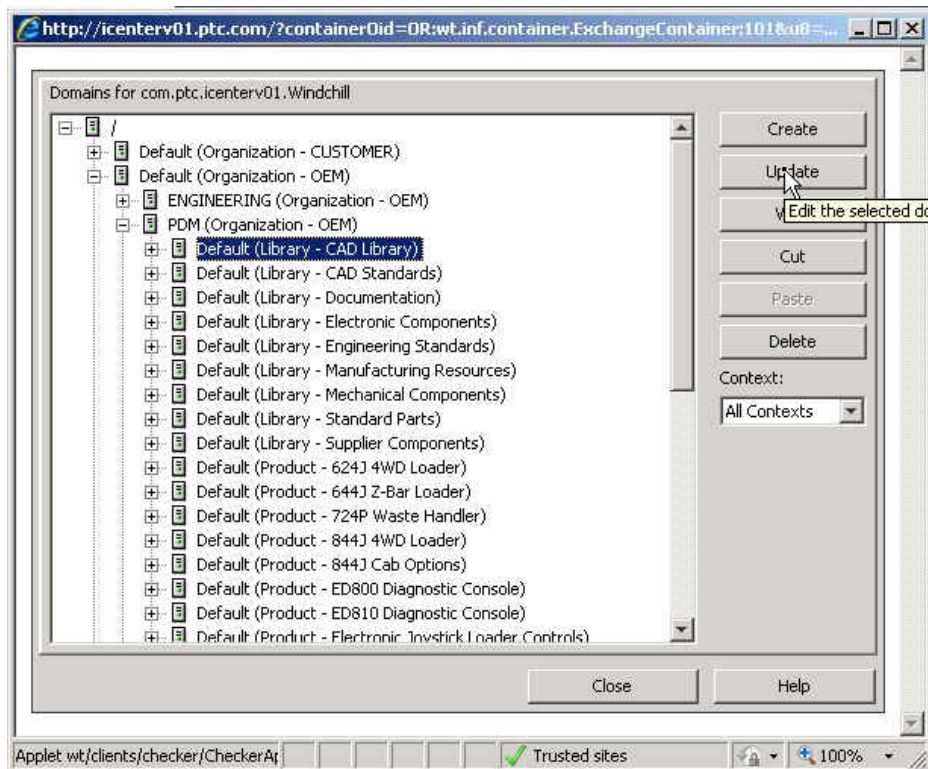 http://icenterv01.ptc.com/?containerOid=OR:wt.inf.container.ExchangeContainer:101&u8=...
Domains for com.ptc.icenterv01.Windchill
/
Default (Organization - CUSTOMER)
Default (Organization - OEM)
ENGINEERING (Organization - OEM)
PDM (Organization - OEM)
Default (Library - CAD Library)
Default (Library - CAD Standards)
Default (Library - Documentation)
Default (Library - Electronic Components)
Default (Library - Engineering Standards)
Default (Library - Manufacturing Resources)
Default (Library - Mechanical Components)
Default (Library - Standard Parts)
Default (Library - Supplier Components)
Default (Product - 624J 4WD Loader)
Default (Product - 644J Z-Bar Loader)
Default (Product - 724P Waste Handler)
Default (Product - 844J 4WD Loader)
Default (Product - 844J Cab Options)
Default (Product - ED800 Diagnostic Console)
Default (Product - ED810 Diagnostic Console)
Default (Product - Electronic Joystick Loader Controls)
Create
Update
Edit the selected do
Cut
Paste
Delete
Context:
All Contexts
Close
Help
Applet wt/clients/checker/CheckerAp
Trusted sites
100%